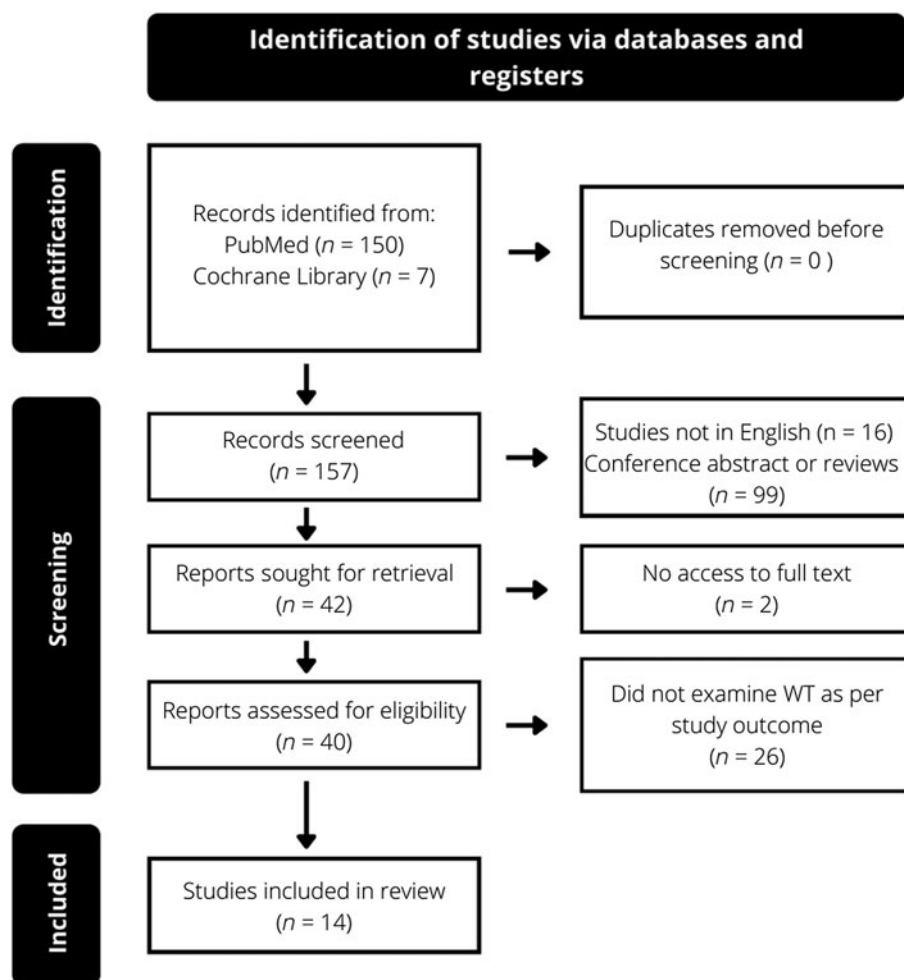 Identification of studies via databases and
registers
Identification
Records identified from:
PubMed (n = 150)
Cochrane Library (n = 7)
Duplicates removed before
screening (n = 0 )
Screening
Records screened
(n = 157)
Studies not in English (n = 16)
Conference abstract or reviews
(n = 99)
Reports sought for retrieval
(n = 42)
No access to full text
(n = 2)
Reports assessed for eligibility
(n = 40)
Did not examine WT as per
study outcome
(n = 26)
Included
Studies included in review
(n = 14)